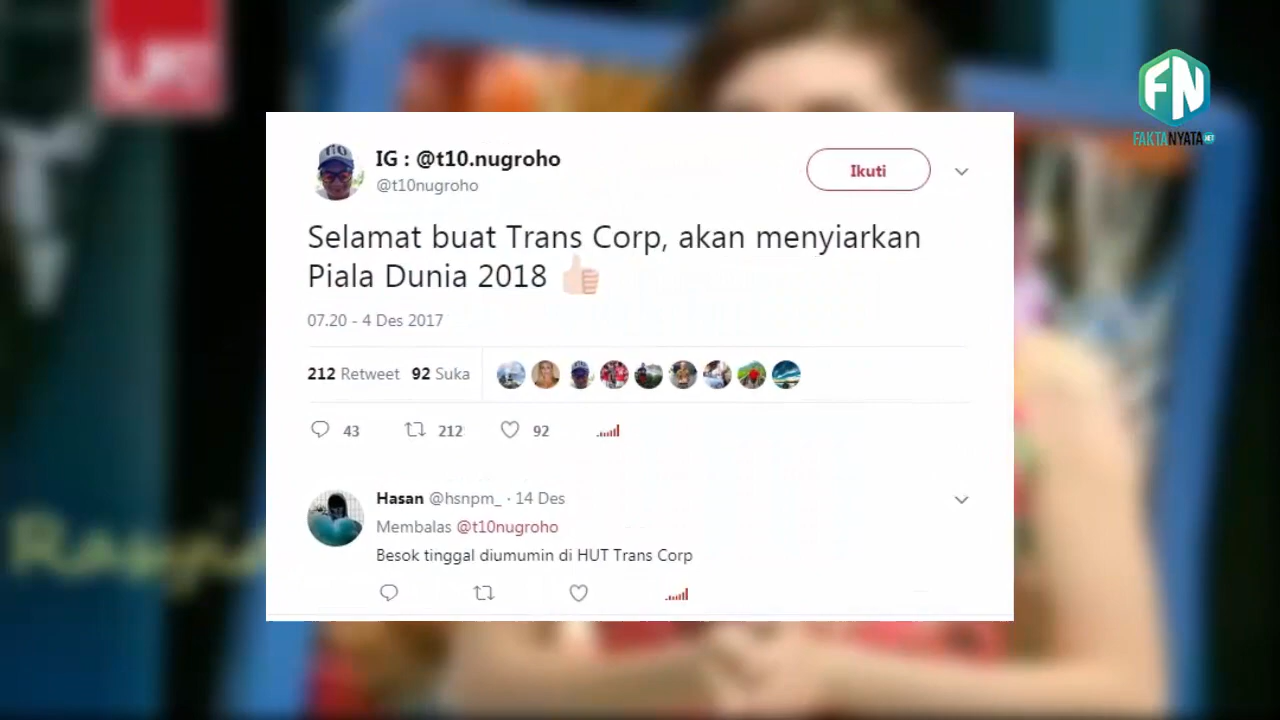 FN
FAKTANYATA.NET
IG : @t10.nugroho
@t10nugroho
Ikuti
Selamat buat Trans Corp, akan menyiarkan
Piala Dunia 2018 👍🏻
07.20 - 4 Des 2017
212 Retweet 92 Suka
43 212 92
Hasan @hsnpm_ · 14 Des
Membalas @t10nugroho
Besok tinggal diumumin di HUT Trans Corp